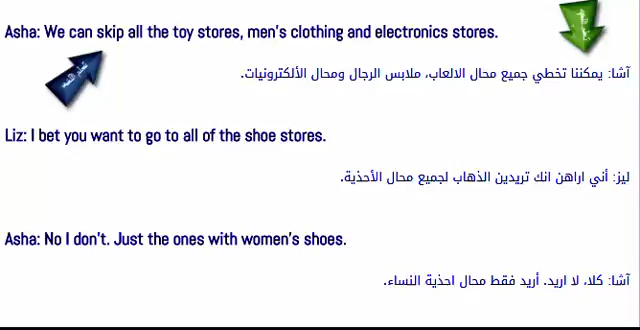 Asha: We can skip all the toy stores, men's clothing and electronics stores.
آشا: يمكننا تخطي جميع محال الالعاب، ملابس الرجال ومحال الألكترونيات.
Liz: I bet you want to go to all of the shoe stores.
ليز: أني اراهن انك تريدين الذهاب لجميع محال الأحذية.
Asha: No I don't. Just the ones with women's shoes.
آشا: كلا، لا اريد. أريد فقط محال احذية النساء.